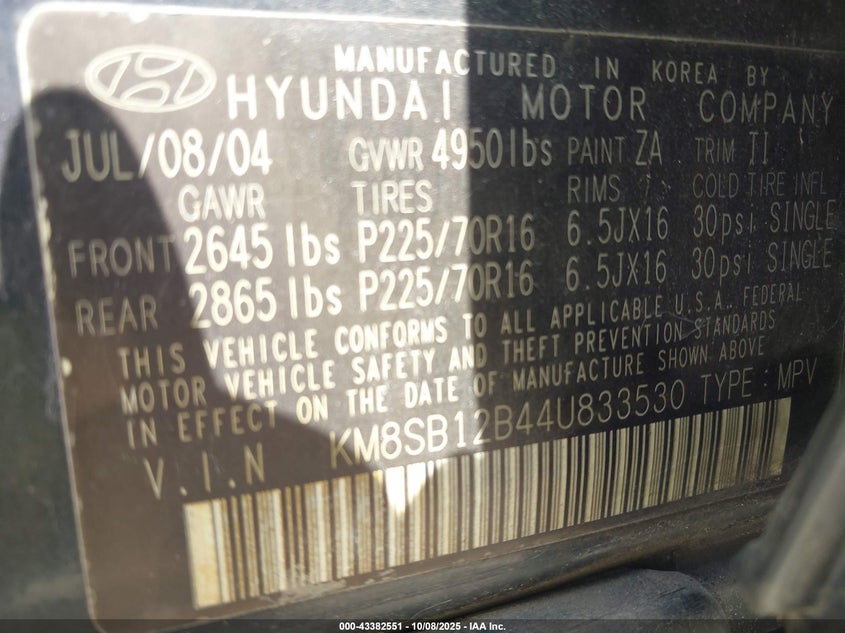 MANUFACTURED IN KOREA BY
HYUNDAI MOTOR COMPANY
JUL/08/04 GVWR 4950lbs PAINT ZA TRIM II
GAWR TIRES RIMS COLD TIRE INFL
FRONT 2645 lbs P225/70R16 6.5JX16 30psi SINGLE
REAR 2865 lbs P225/70R16 6.5JX16 30psi SINGLE
THIS VEHICLE CONFORMS TO ALL APPLICABLE U.S.A. FEDERAL
MOTOR VEHICLE SAFETY AND THEFT PREVENTION STANDARDS
IN EFFECT ON THE DATE OF MANUFACTURE SHOWN ABOVE
V.I.N KM8SB12B44U833530 TYPE : MPV
000-43382551 - 10/08/2025 - IAA Inc.